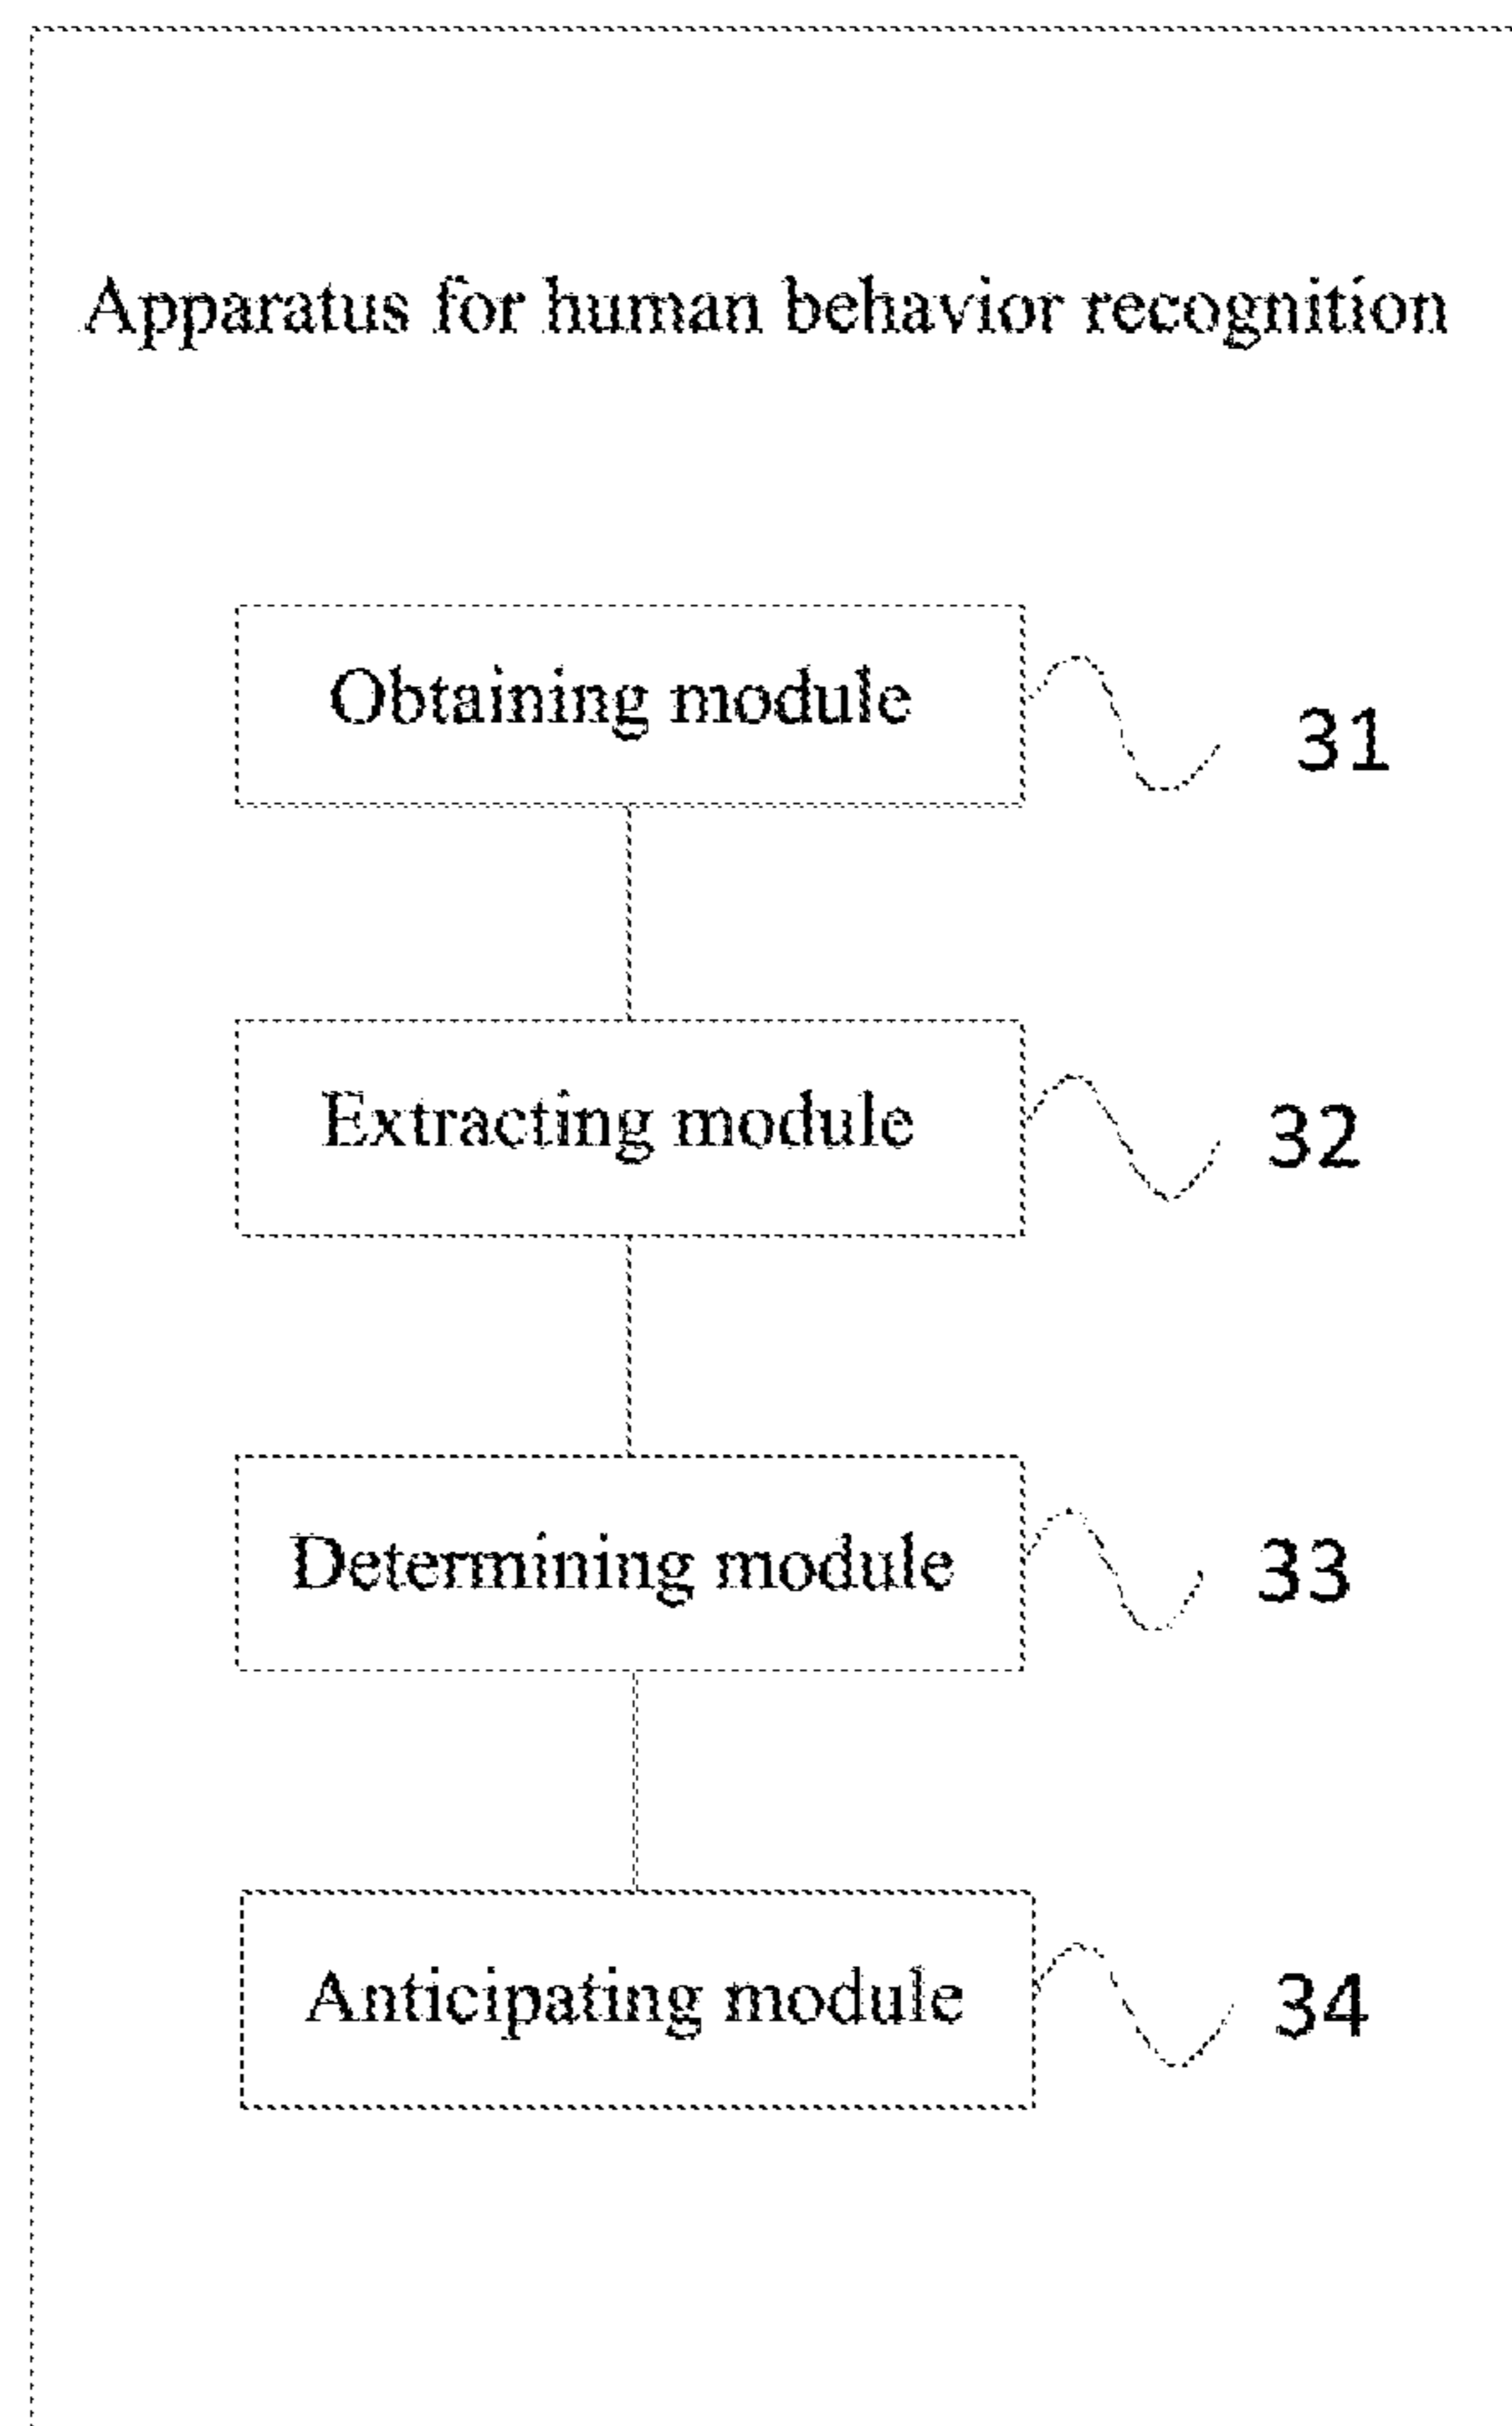 Apparatus for human behavior recognition
Obtaining module
31
Extracting module
32
Determining module
33
Anticipating module
34